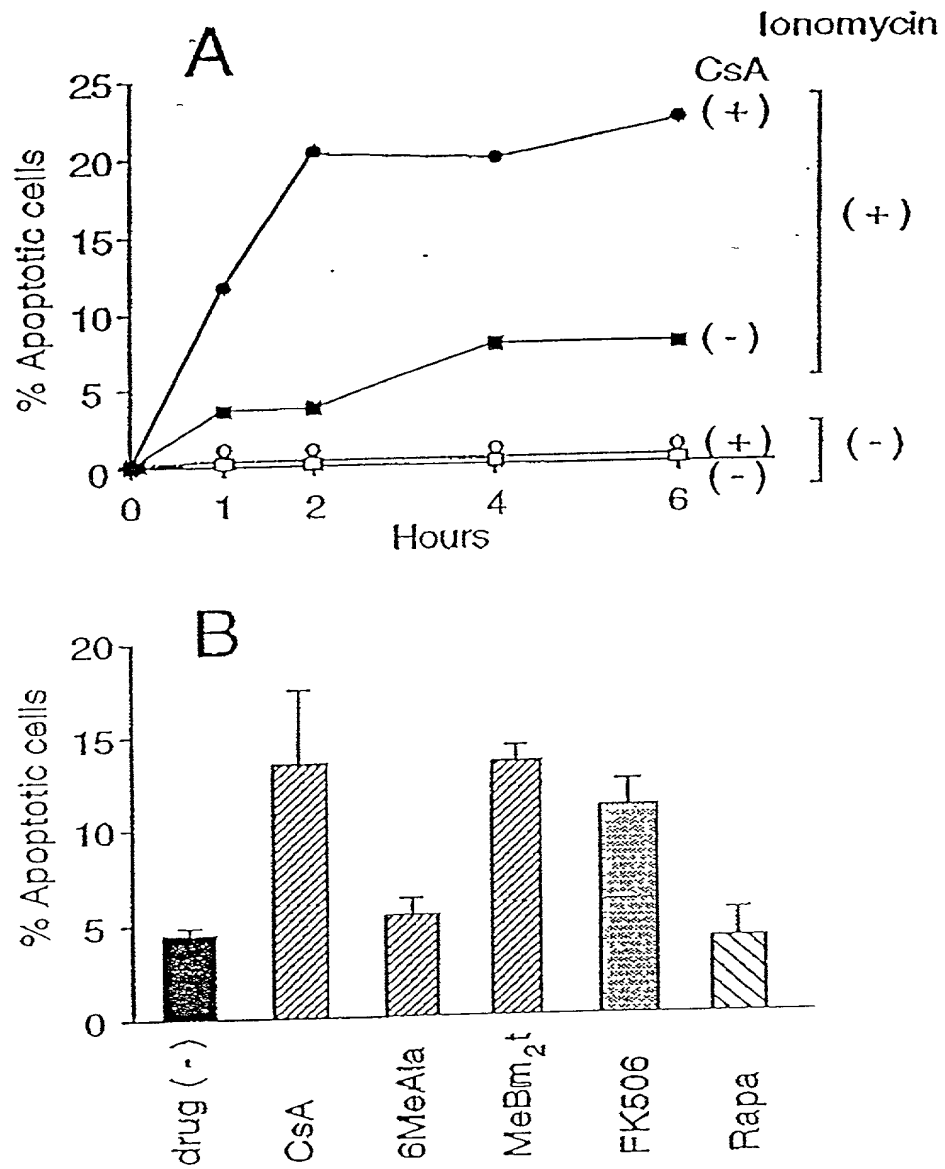 A
Ionomycin
CsA
% Apoptotic cells
25
20
15
10
5
0
0 1 2 4 6
Hours
(+)
(-)
(+)
(-)
(+)
(-)
B
% Apoptotic cells
20
15
10
5
0
drug (-)
CsA
6MeAla
MeBm2t
FK506
Rapa